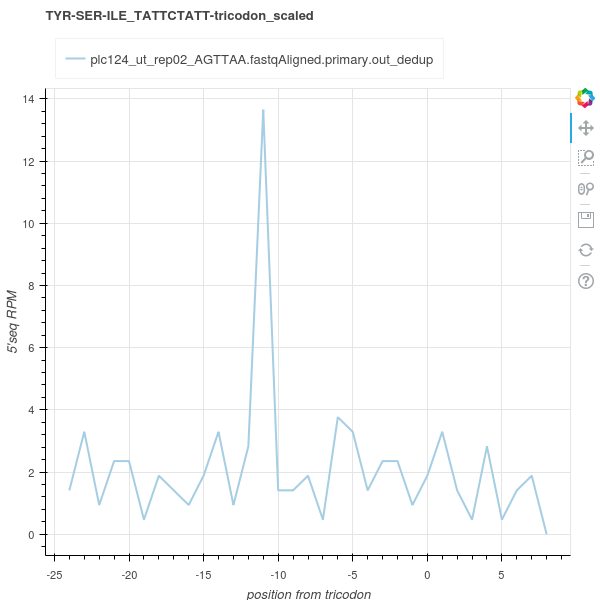 TYR-SER-ILE_TATTCTATT-tricodon_scaled
plc124_ut_rep02_AGTTAA.fastqAligned.primary.out_dedup
14
12
10
8
6
4
2
0
5'seq RPM
-25 -20 -15 -10 -5 0 5
position from tricodon